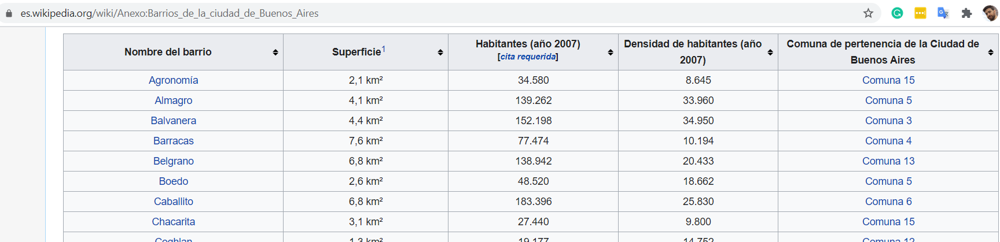 es.wikipedia.org/wiki/Anexo:Barrios_de_la_ciudad_de_Buenos_Aires
Nombre del barrio Superficie1 Habitantes (año 2007) [cita requerida] Densidad de habitantes (año 2007) Comuna de pertenencia de la Ciudad de Buenos Aires
Agronomía 2,1 km² 34.580 8.645 Comuna 15
Almagro 4,1 km² 139.262 33.960 Comuna 5
Balvanera 4,4 km² 152.198 34.950 Comuna 3
Barracas 7,6 km² 77.474 10.194 Comuna 4
Belgrano 6,8 km² 138.942 20.433 Comuna 13
Boedo 2,6 km² 48.520 18.662 Comuna 5
Caballito 6,8 km² 183.396 25.830 Comuna 6
Chacarita 3,1 km² 27.440 9.800 Comuna 15
Coghlan 1,3 km² 19.177 14.752 Comuna 12